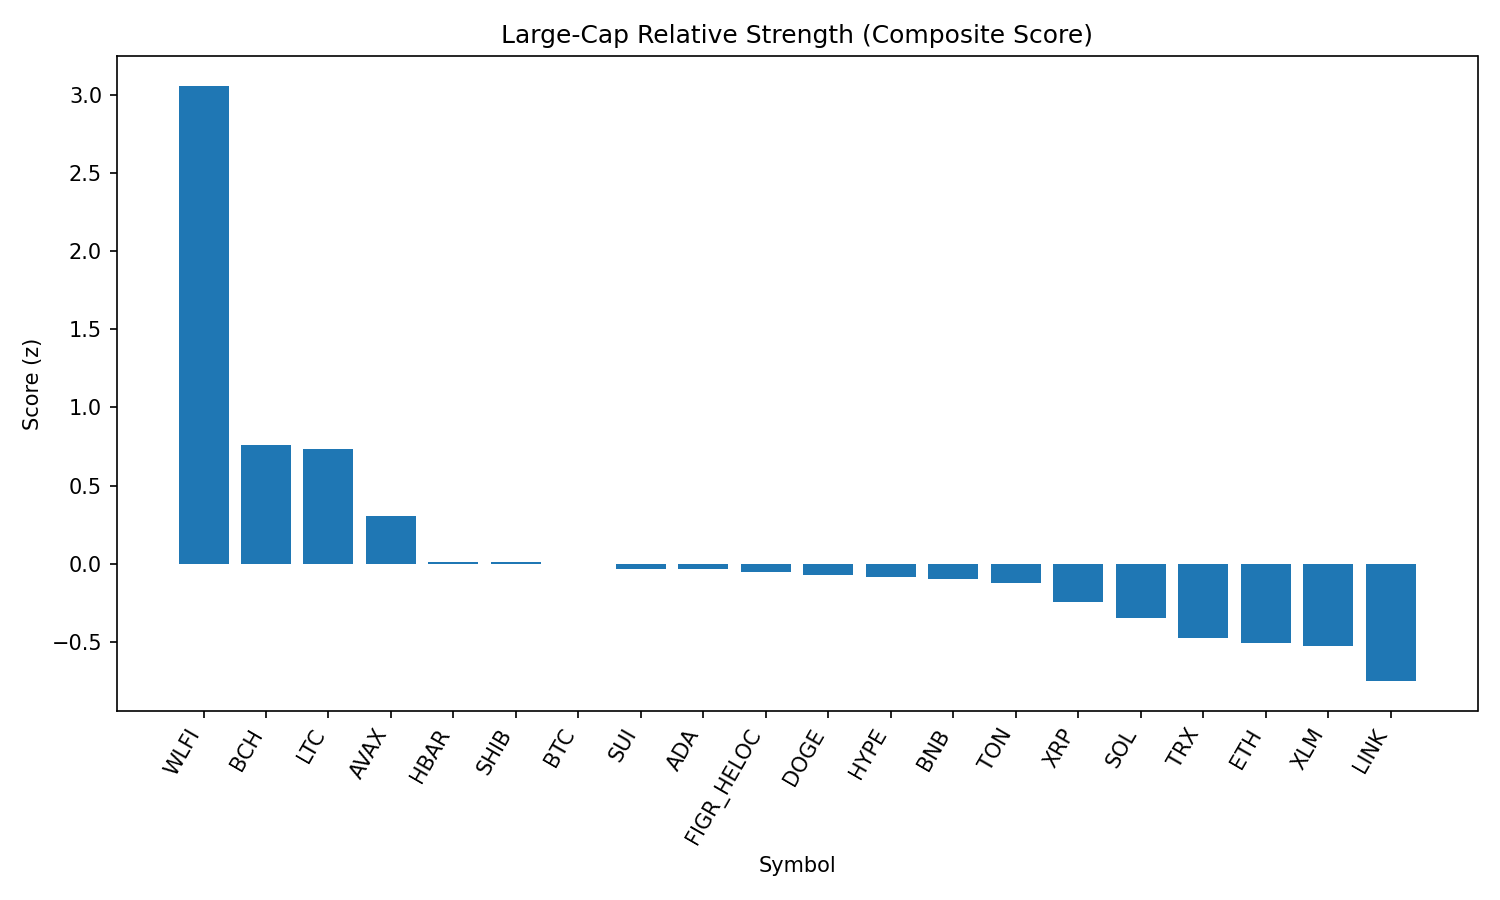 Large-Cap Relative Strength (Composite Score)
Score (z)
3.0
2.5
2.0
1.5
1.0
0.5
0.0
−0.5
WLFI
BCH
LTC
AVAX
HBAR
SHIB
BTC
SUI
ADA
FIGR_HELOC
DOGE
HYPE
BNB
TON
XRP
SOL
TRX
ETH
XLM
LINK
Symbol